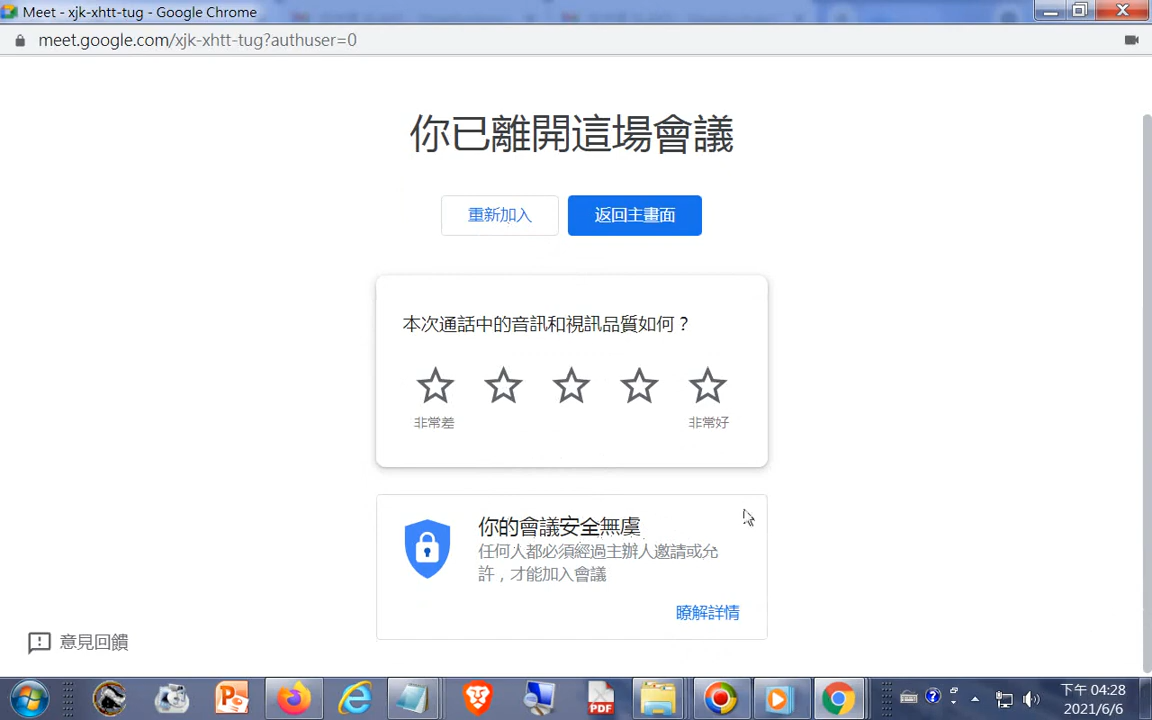 Meet - xjk-xhtt-tug - Google Chrome
meet.google.com/xjk-xhtt-tug?authuser=0
你已離開這場會議
重新加入
返回主畫面
本次通話中的音訊和視訊品質如何？
非常差
非常好
你的會議安全無虞
任何人都必須經過主辦人邀請或允
許，才能加入會議
瞭解詳情
意見回饋
PDF
下午 04:28
2021/6/6